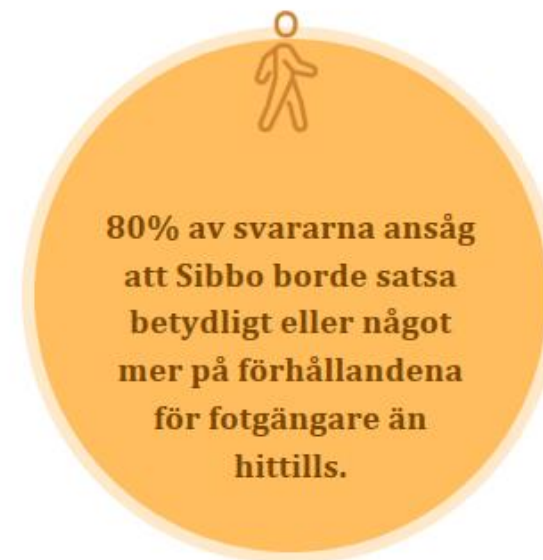 80% av svararna ansåg
att Sibbo borde satsa
betydligt eller något
mer på förhållandena
för fotgängare än
hittills.